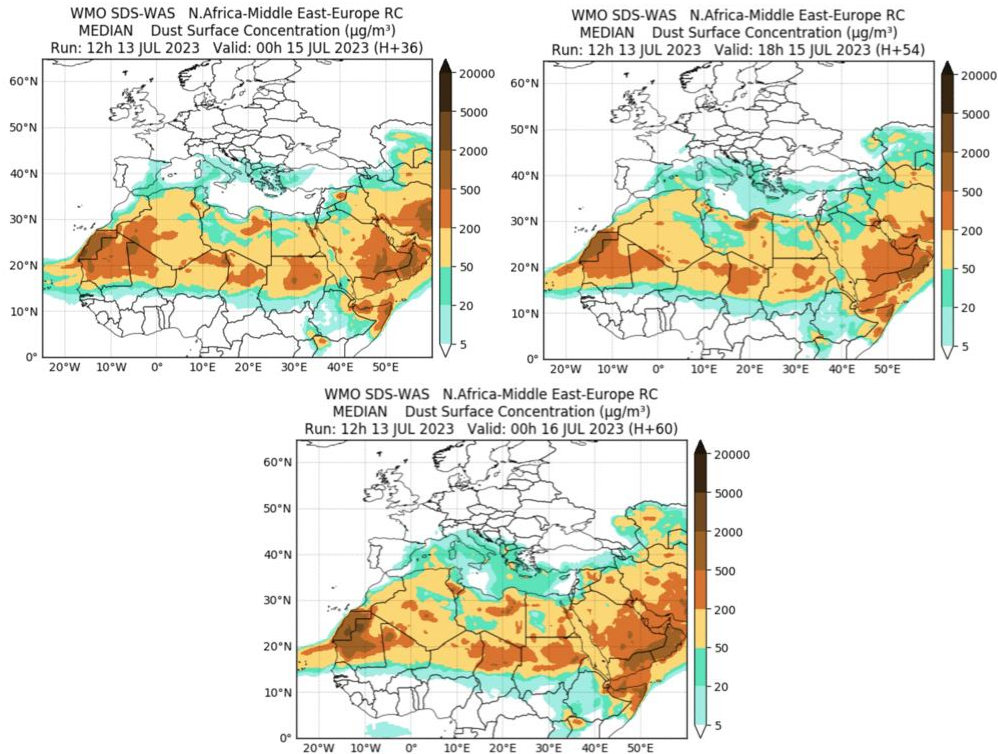 WMO SDS-WAS N.Africa-Middle East-Europe RC
MEDIAN Dust Surface Concentration (µg/m³)
Run: 12h 13 JUL 2023 Valid: 00h 15 JUL 2023 (H+36)
60°N
50°N
40°N
30°N
20°N
10°N
0°
20°W
10°W
0°
10°E
20°E
30°E
40°E
50°E
20000
5000
2000
500
200
50
20
5
WMO SDS-WAS N.Africa-Middle East-Europe RC
MEDIAN Dust Surface Concentration (µg/m³)
Run: 12h 13 JUL 2023 Valid: 18h 15 JUL 2023 (H+54)
60°N
50°N
40°N
30°N
20°N
10°N
0°
20°W
10°W
0°
10°E
20°E
30°E
40°E
50°E
20000
5000
2000
500
200
50
20
5
WMO SDS-WAS N.Africa-Middle East-Europe RC
MEDIAN Dust Surface Concentration (µg/m³)
Run: 12h 13 JUL 2023 Valid: 00h 16 JUL 2023 (H+60)
60°N
50°N
40°N
30°N
20°N
10°N
0°
20°W
10°W
0°
10°E
20°E
30°E
40°E
50°E
20000
5000
2000
500
200
50
20
5